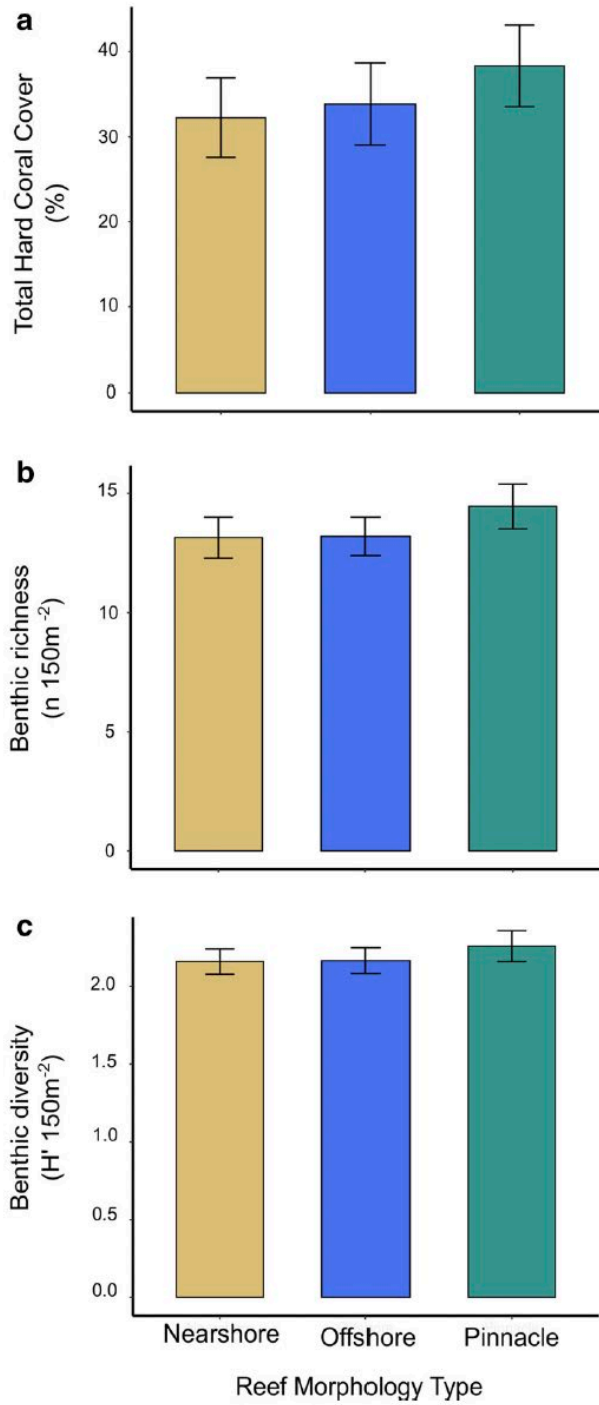 a
Total Hard Coral Cover
(%)
40
30
20
10
0
b
Benthic richness
(n 150m⁻²)
15
10
5
0
c
Benthic diversity
(H' 150m⁻²)
2.0
1.5
1.0
0.5
0.0
Nearshore Offshore Pinnacle
Reef Morphology Type